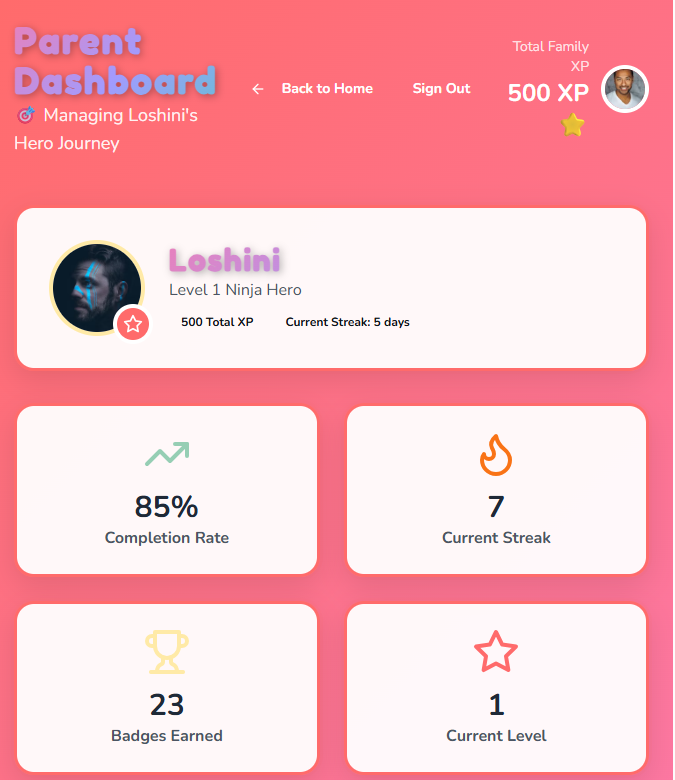 Parent
Dashboard
🎯 Managing Loshini's
Hero Journey
← Back to Home
Sign Out
Total Family
XP
500 XP
⭐
Loshini
Level 1 Ninja Hero
500 Total XP
Current Streak: 5 days
85%
Completion Rate
7
Current Streak
23
Badges Earned
1
Current Level